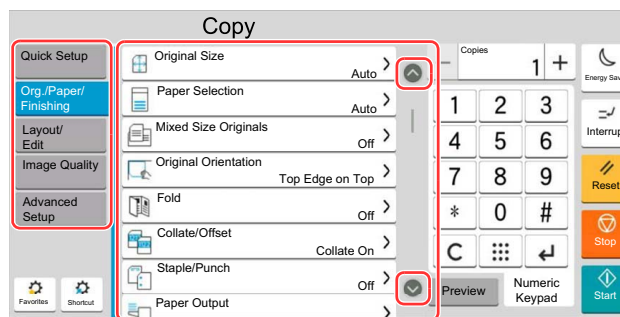 Copy
Quick Setup
Org./Paper/
Finishing
Layout/
Edit
Image Quality
Advanced
Setup
Favorites
Shortcut
Original Size
Auto
Paper Selection
Auto
Mixed Size Originals
Off
Original Orientation
Top Edge on Top
Fold
Off
Collate/Offset
Collate On
Staple/Punch
Off
Paper Output
Copies
− 1 +
1 2 3
4 5 6
7 8 9
* 0 #
C
Preview
Numeric
Keypad
Energy Sav
Interrup
Reset
Stop
Start